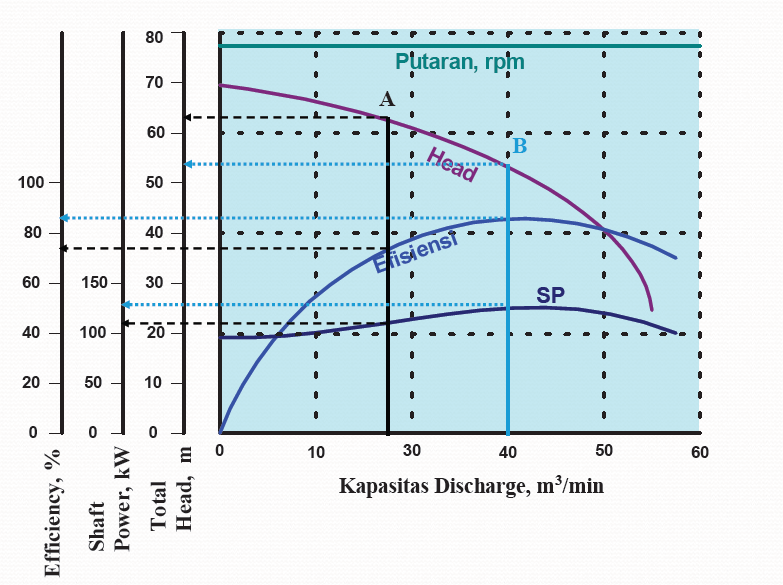 80
Putaran, rpm
70
A
60
B
Head
100
50
80
40
Efisiensi
60
150
30
SP
40
100
20
20
50
10
0
0
0
0
10
30
40
50
60
Kapasitas Discharge, m³/min
Efficiency, %
Shaft
Power, kW
Total
Head, m